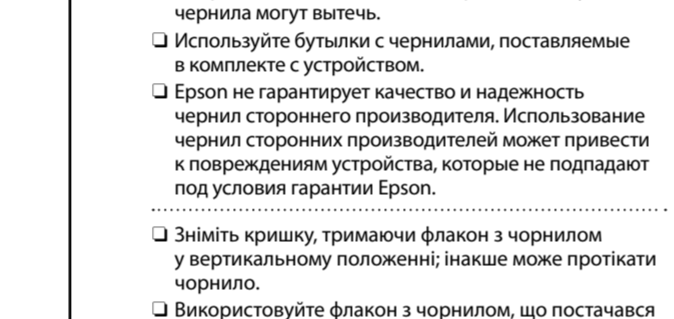 чернила могут вытечь.
❏ Используйте бутылки с чернилами, поставляемые
в комплекте с устройством.
❏ Epson не гарантирует качество и надежность
чернил стороннего производителя. Использование
чернил сторонних производителей может привести
к повреждениям устройства, которые не подпадают
под условия гарантии Epson.
❏ Зніміть кришку, тримаючи флакон з чорнилом
у вертикальному положенні; інакше може протікати
чорнило.
❏ Використовуйте флакон з чорнилом, що постачався